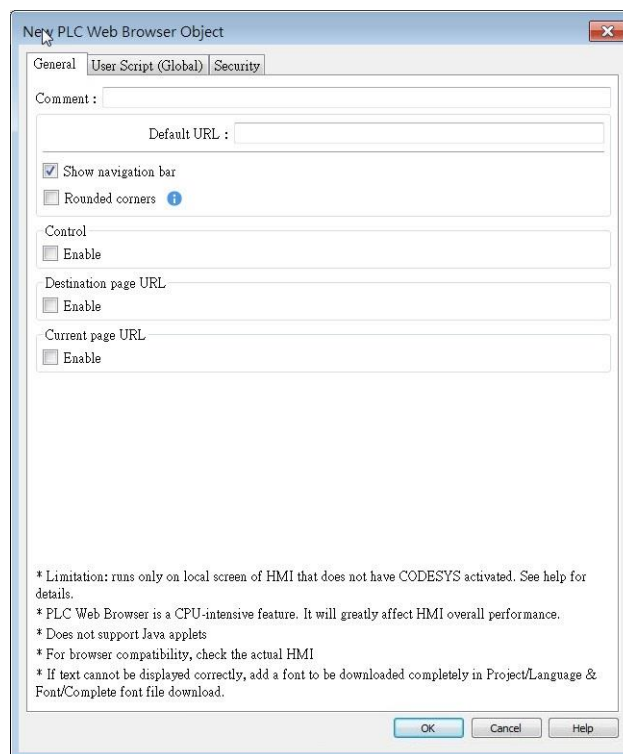 New PLC Web Browser Object
General User Script (Global) Security
Comment :
Default URL :
Show navigation bar
Rounded corners
Control
Enable
Destination page URL
Enable
Current page URL
Enable
* Limitation: runs only on local screen of HMI that does not have CODESYS activated. See help for
details.
* PLC Web Browser is a CPU-intensive feature. It will greatly affect HMI overall performance.
* Does not support Java applets
* For browser compatibility, check the actual HMI
* If text cannot be displayed correctly, add a font to be downloaded completely in Project/Language &
Font/Complete font file download.
OK Cancel Help